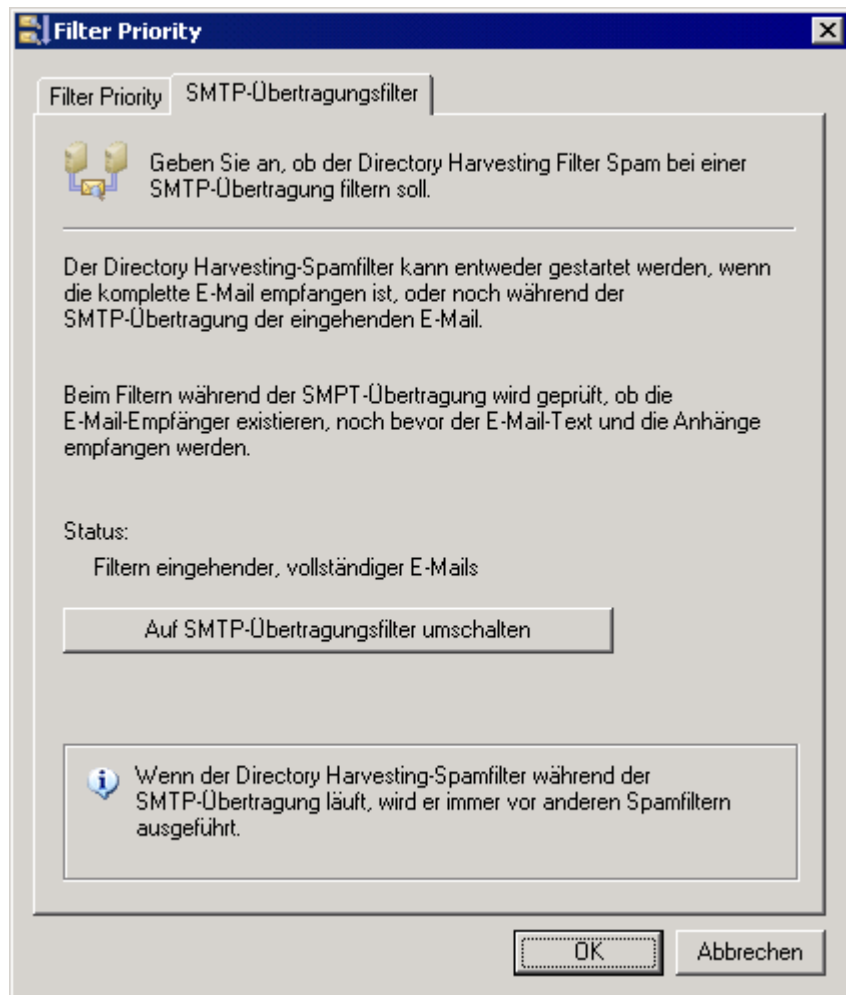 Filter Priority
Filter Priority
SMTP-Übertragungsfilter
Geben Sie an, ob der Directory Harvesting Filter Spam bei einer
SMTP-Übertragung filtern soll.
Der Directory Harvesting-Spamfilter kann entweder gestartet werden, wenn
die komplette E-Mail empfangen ist, oder noch während der
SMTP-Übertragung der eingehenden E-Mail.
Beim Filtern während der SMPT-Übertragung wird geprüft, ob die
E-Mail-Empfänger existieren, noch bevor der E-Mail-Text und die Anhänge
empfangen werden.
Status:
Filtern eingehender, vollständiger E-Mails
Auf SMTP-Übertragungsfilter umschalten
Wenn der Directory Harvesting-Spamfilter während der
SMTP-Übertragung läuft, wird er immer vor anderen Spamfiltern
ausgeführt.
OK
Abbrechen